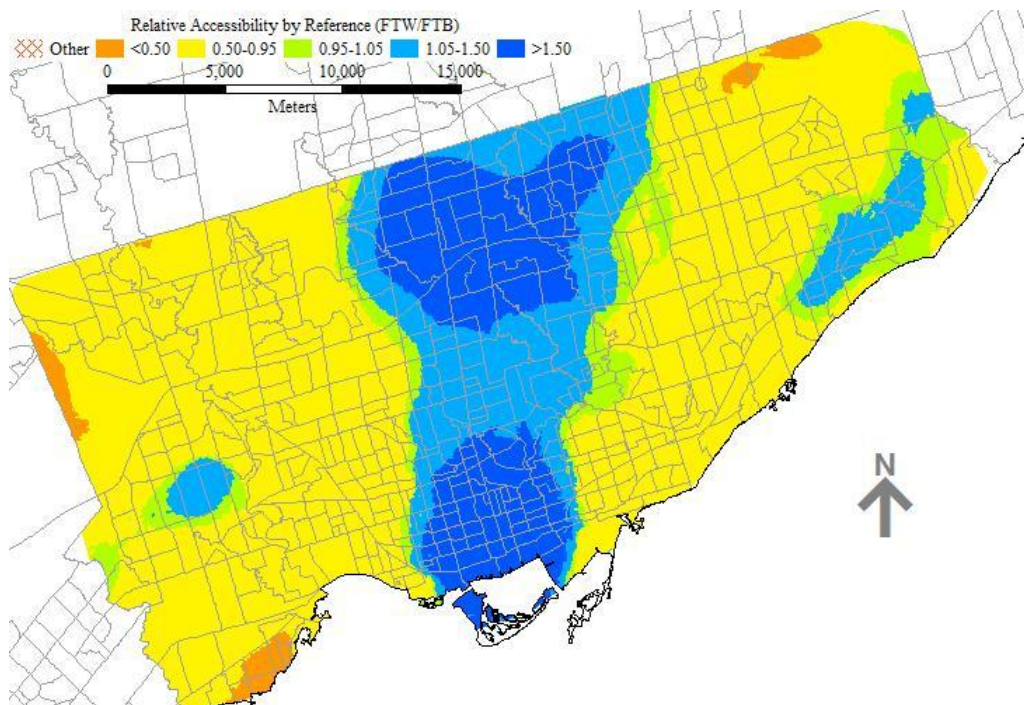 Relative Accessibility by Reference (FTW/FTB)
Other <0.50 0.50-0.95 0.95-1.05 1.05-1.50 >1.50
0 5,000 10,000 15,000
Meters
N